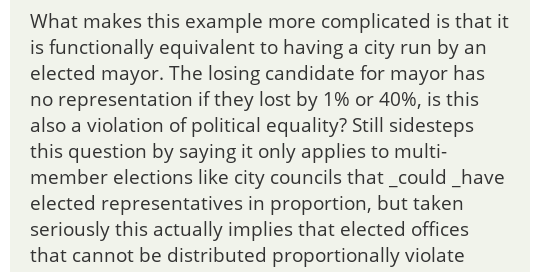 What makes this example more complicated is that it
is functionally equivalent to having a city run by an
elected mayor. The losing candidate for mayor has
no representation if they lost by 1% or 40%, is this
also a violation of political equality? Still sidesteps
this question by saying it only applies to multi-
member elections like city councils that _could _have
elected representatives in proportion, but taken
seriously this actually implies that elected offices
that cannot be distributed proportionally violate